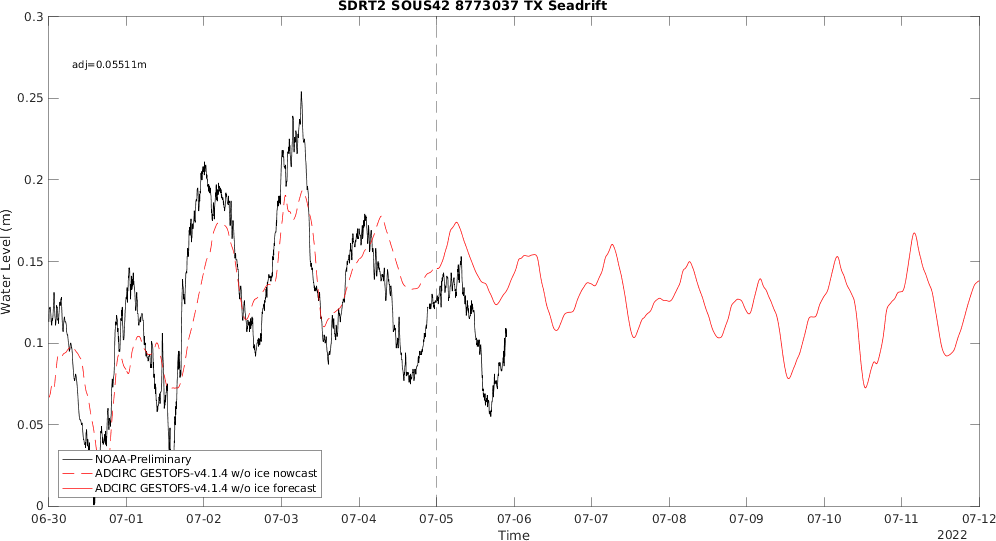 SDRT2 SOUS42 8773037 TX Seadrift
0.3
adj=0.05511m
0.25
0.2
0.15
0.1
0.05
0
Water Level (m)
NOAA-Preliminary
ADCIRC GESTOFS-v4.1.4 w/o ice nowcast
ADCIRC GESTOFS-v4.1.4 w/o ice forecast
06-30 07-01 07-02 07-03 07-04 07-05 07-06 07-07 07-08 07-09 07-10 07-11 07-12
Time
2022